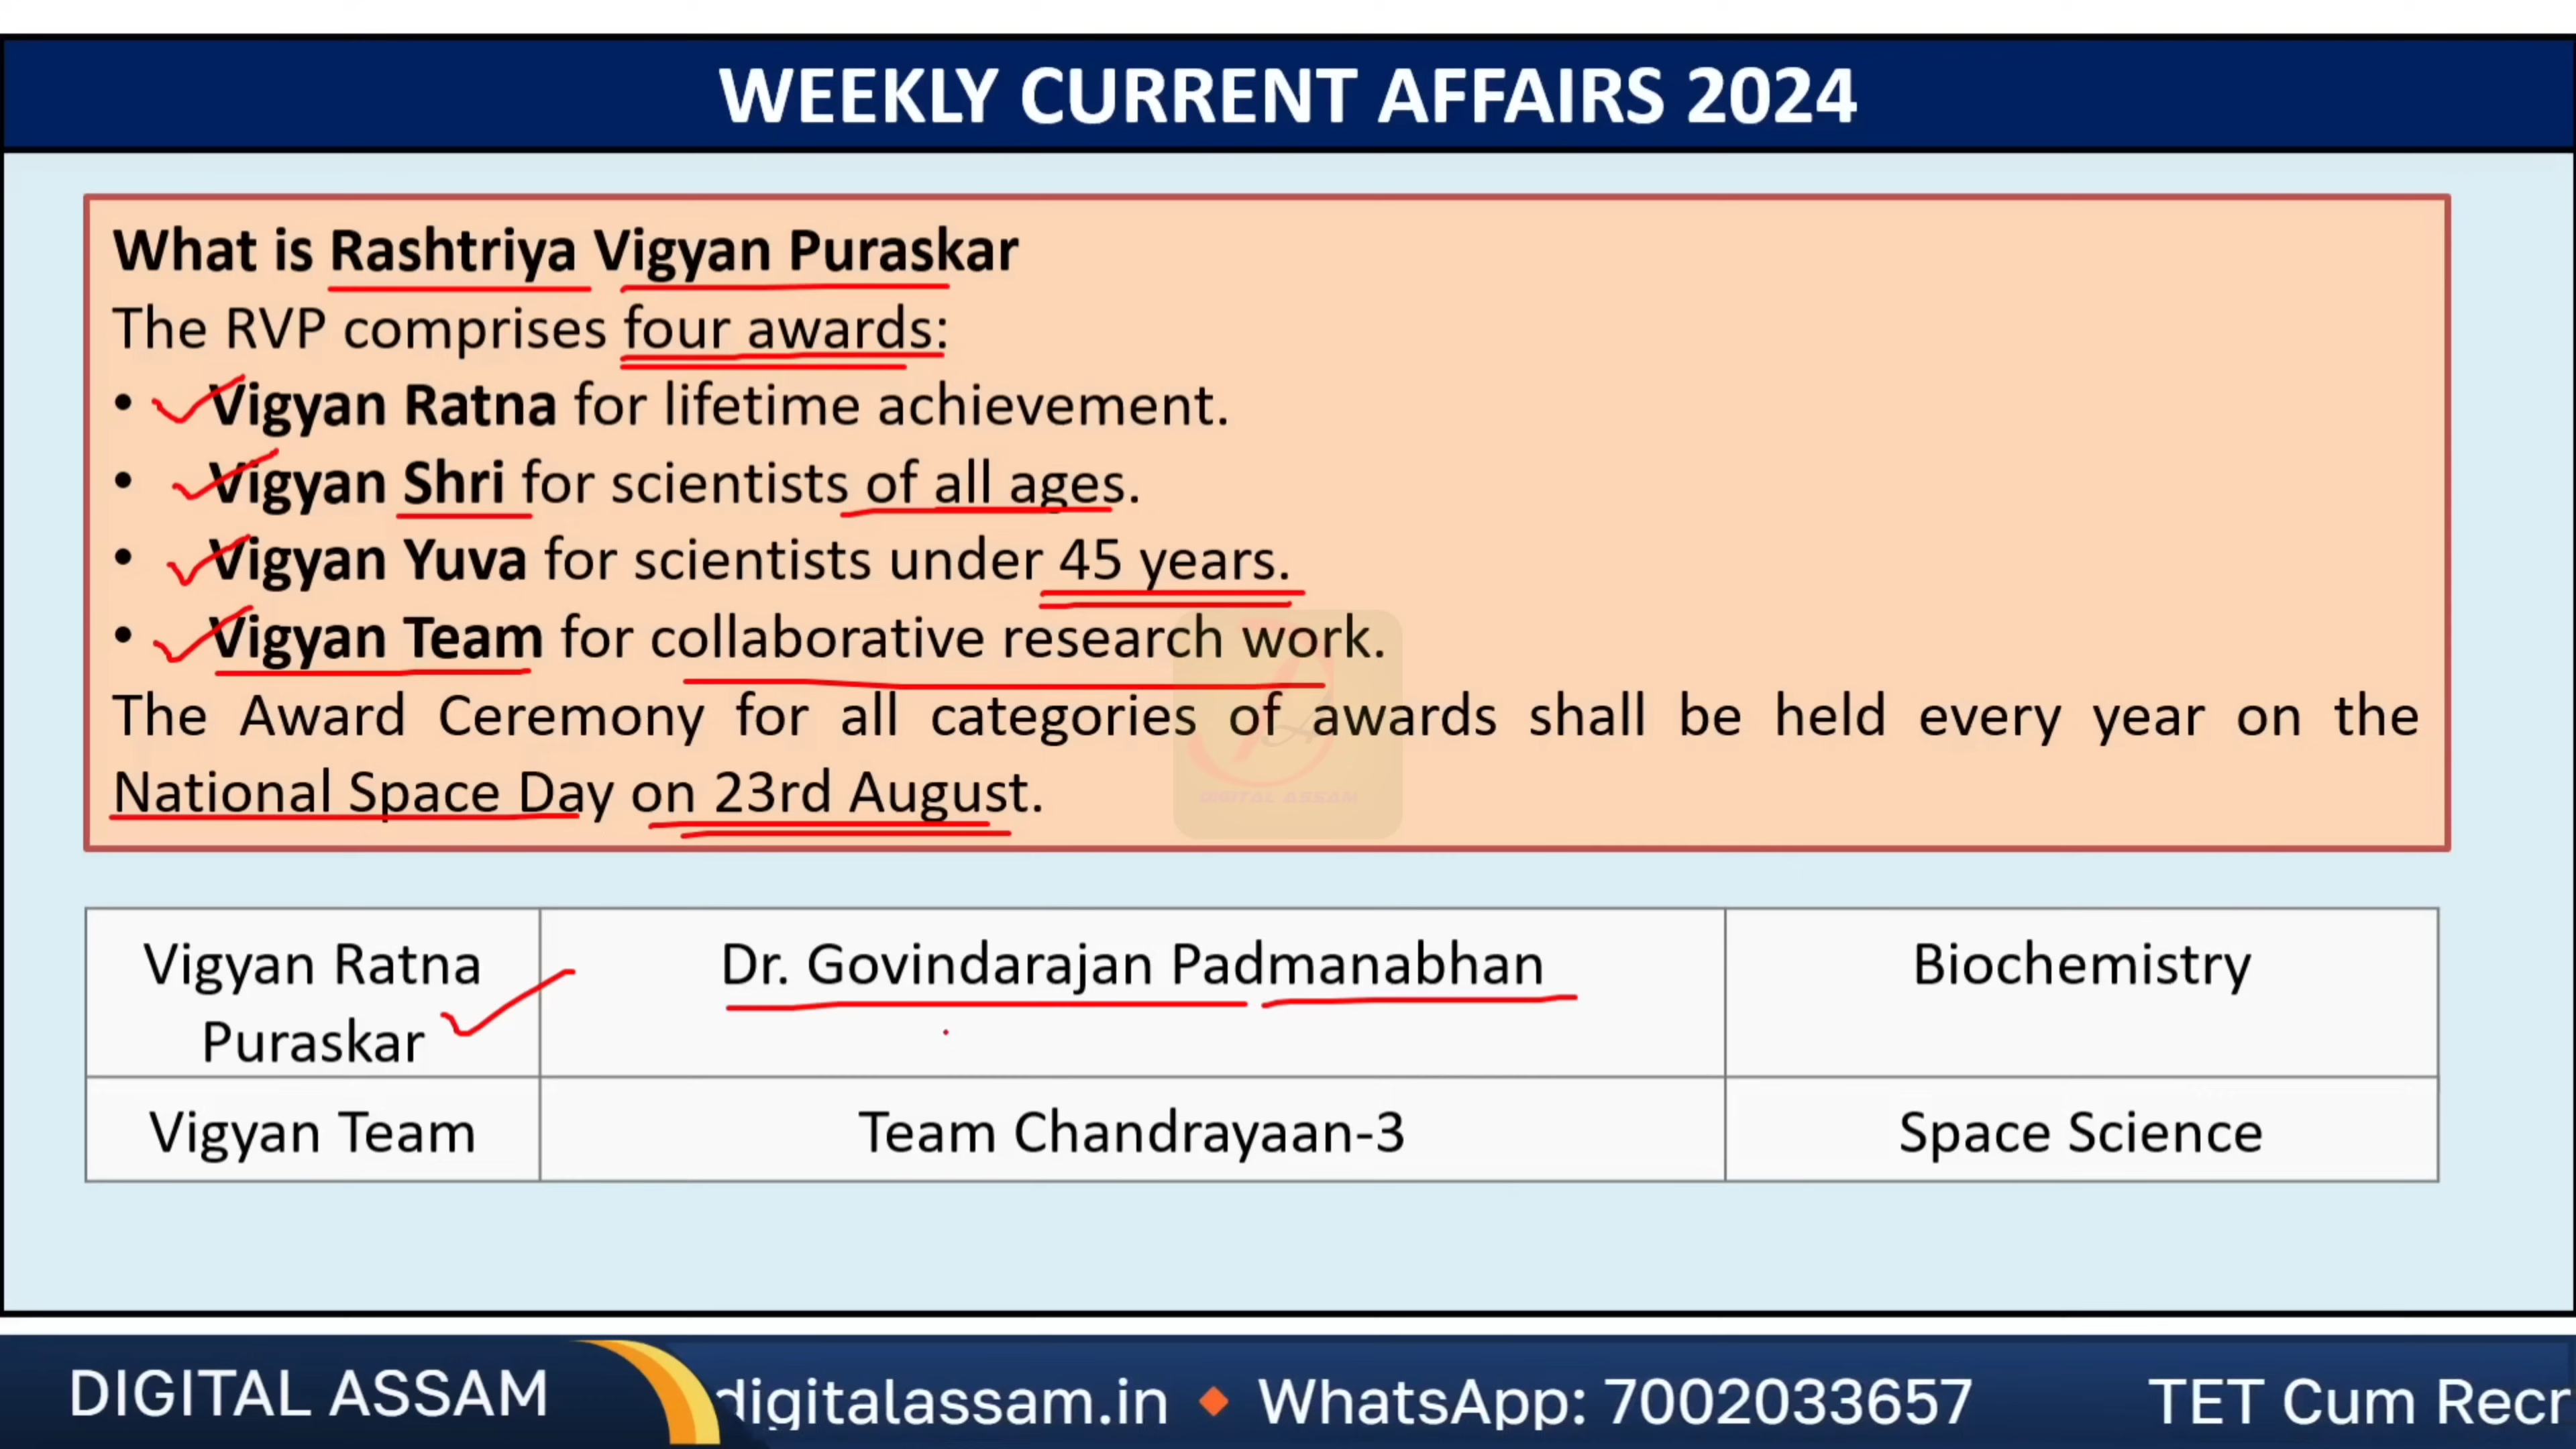 WEEKLY CURRENT AFFAIRS 2024
What is Rashtriya Vigyan Puraskar
The RVP comprises four awards:
• Vigyan Ratna for lifetime achievement.
• Vigyan Shri for scientists of all ages.
• Vigyan Yuva for scientists under 45 years.
• Vigyan Team for collaborative research work.
The Award Ceremony for all categories of awards shall be held every year on the
National Space Day on 23rd August.
DIGITAL ASSAM
Vigyan Ratna
Puraskar
Dr. Govindarajan Padmanabhan
Biochemistry
Vigyan Team
Team Chandrayaan-3
Space Science
DIGITAL ASSAM
digitalassam.in
WhatsApp: 7002033657
TET Cum Recr